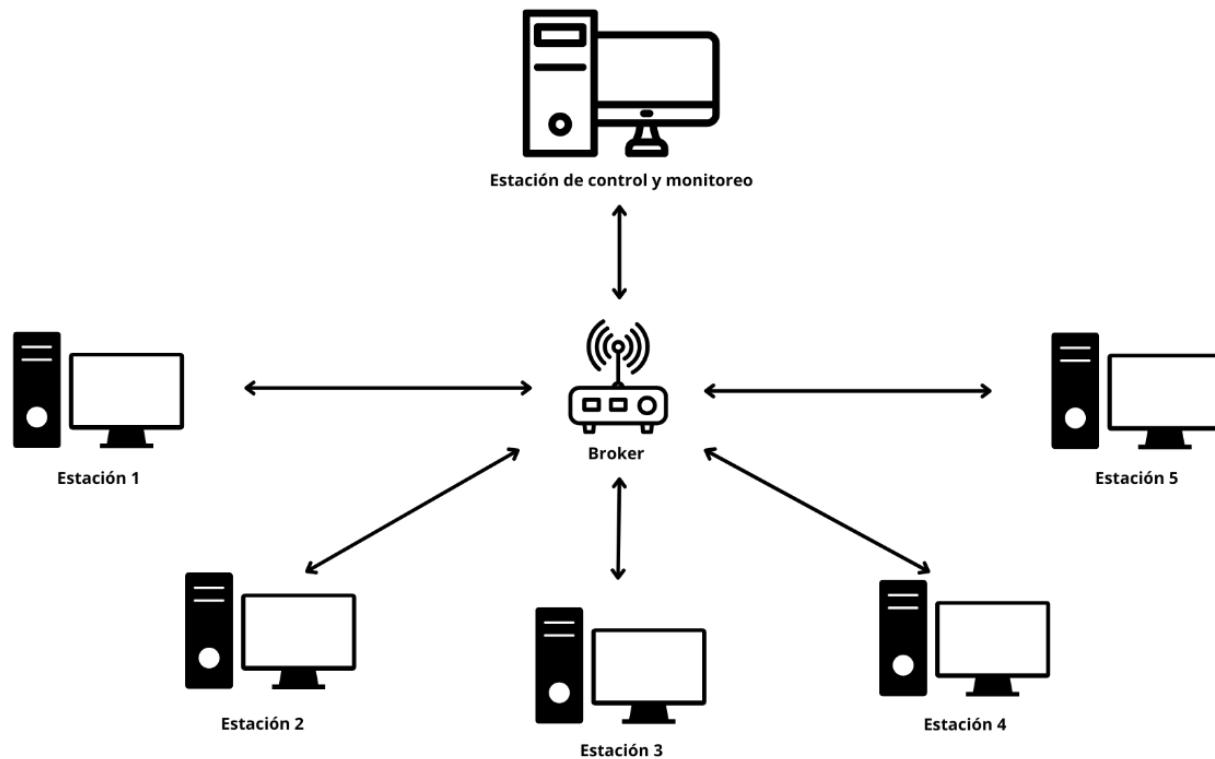 Estación de control y monitoreo
Broker
Estación 1
Estación 5
Estación 2
Estación 3
Estación 4